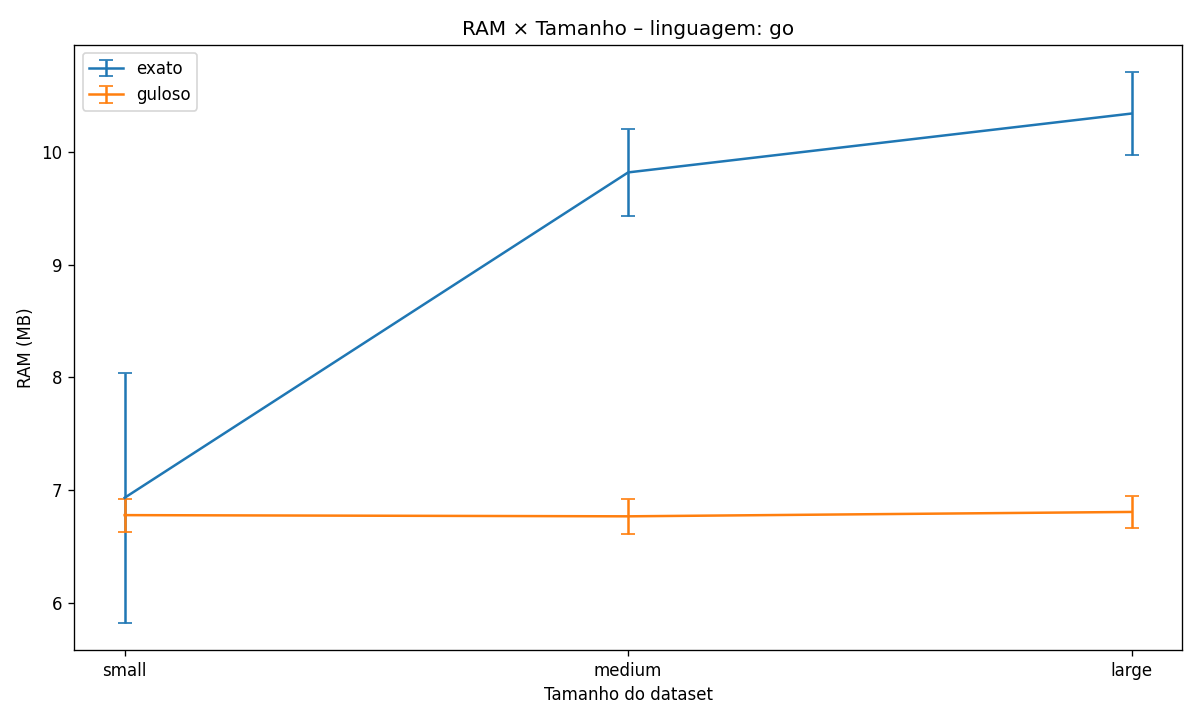 RAM × Tamanho – linguagem: go
exato
guloso
RAM (MB)
10
9
8
7
6
small medium large
Tamanho do dataset